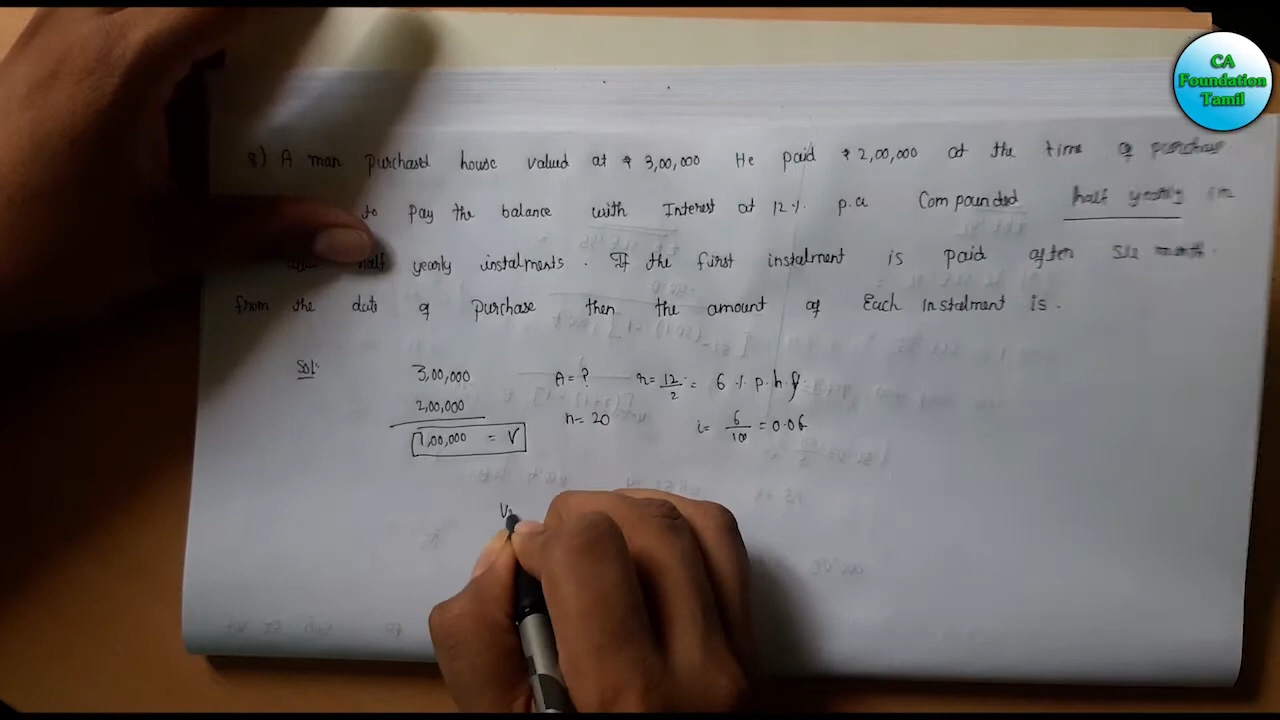 CA
Foundation
Tamil
8) A man purchased house valued at ₹ 3,00,000 He paid ₹ 2,00,000 at the time of purchase
to pay the balance with Interest at 12 % p.a Compounded half yearly in
half yearly instalments . If the first instalment is paid after six
from the date of purchase then the amount of Each instalment is .
Sol:
3,00,000 A = ? r = 12/2 = 6 % p.h.y
2,00,000 n = 20 i = 6/100 = 0.06
1,00,000 = V
V